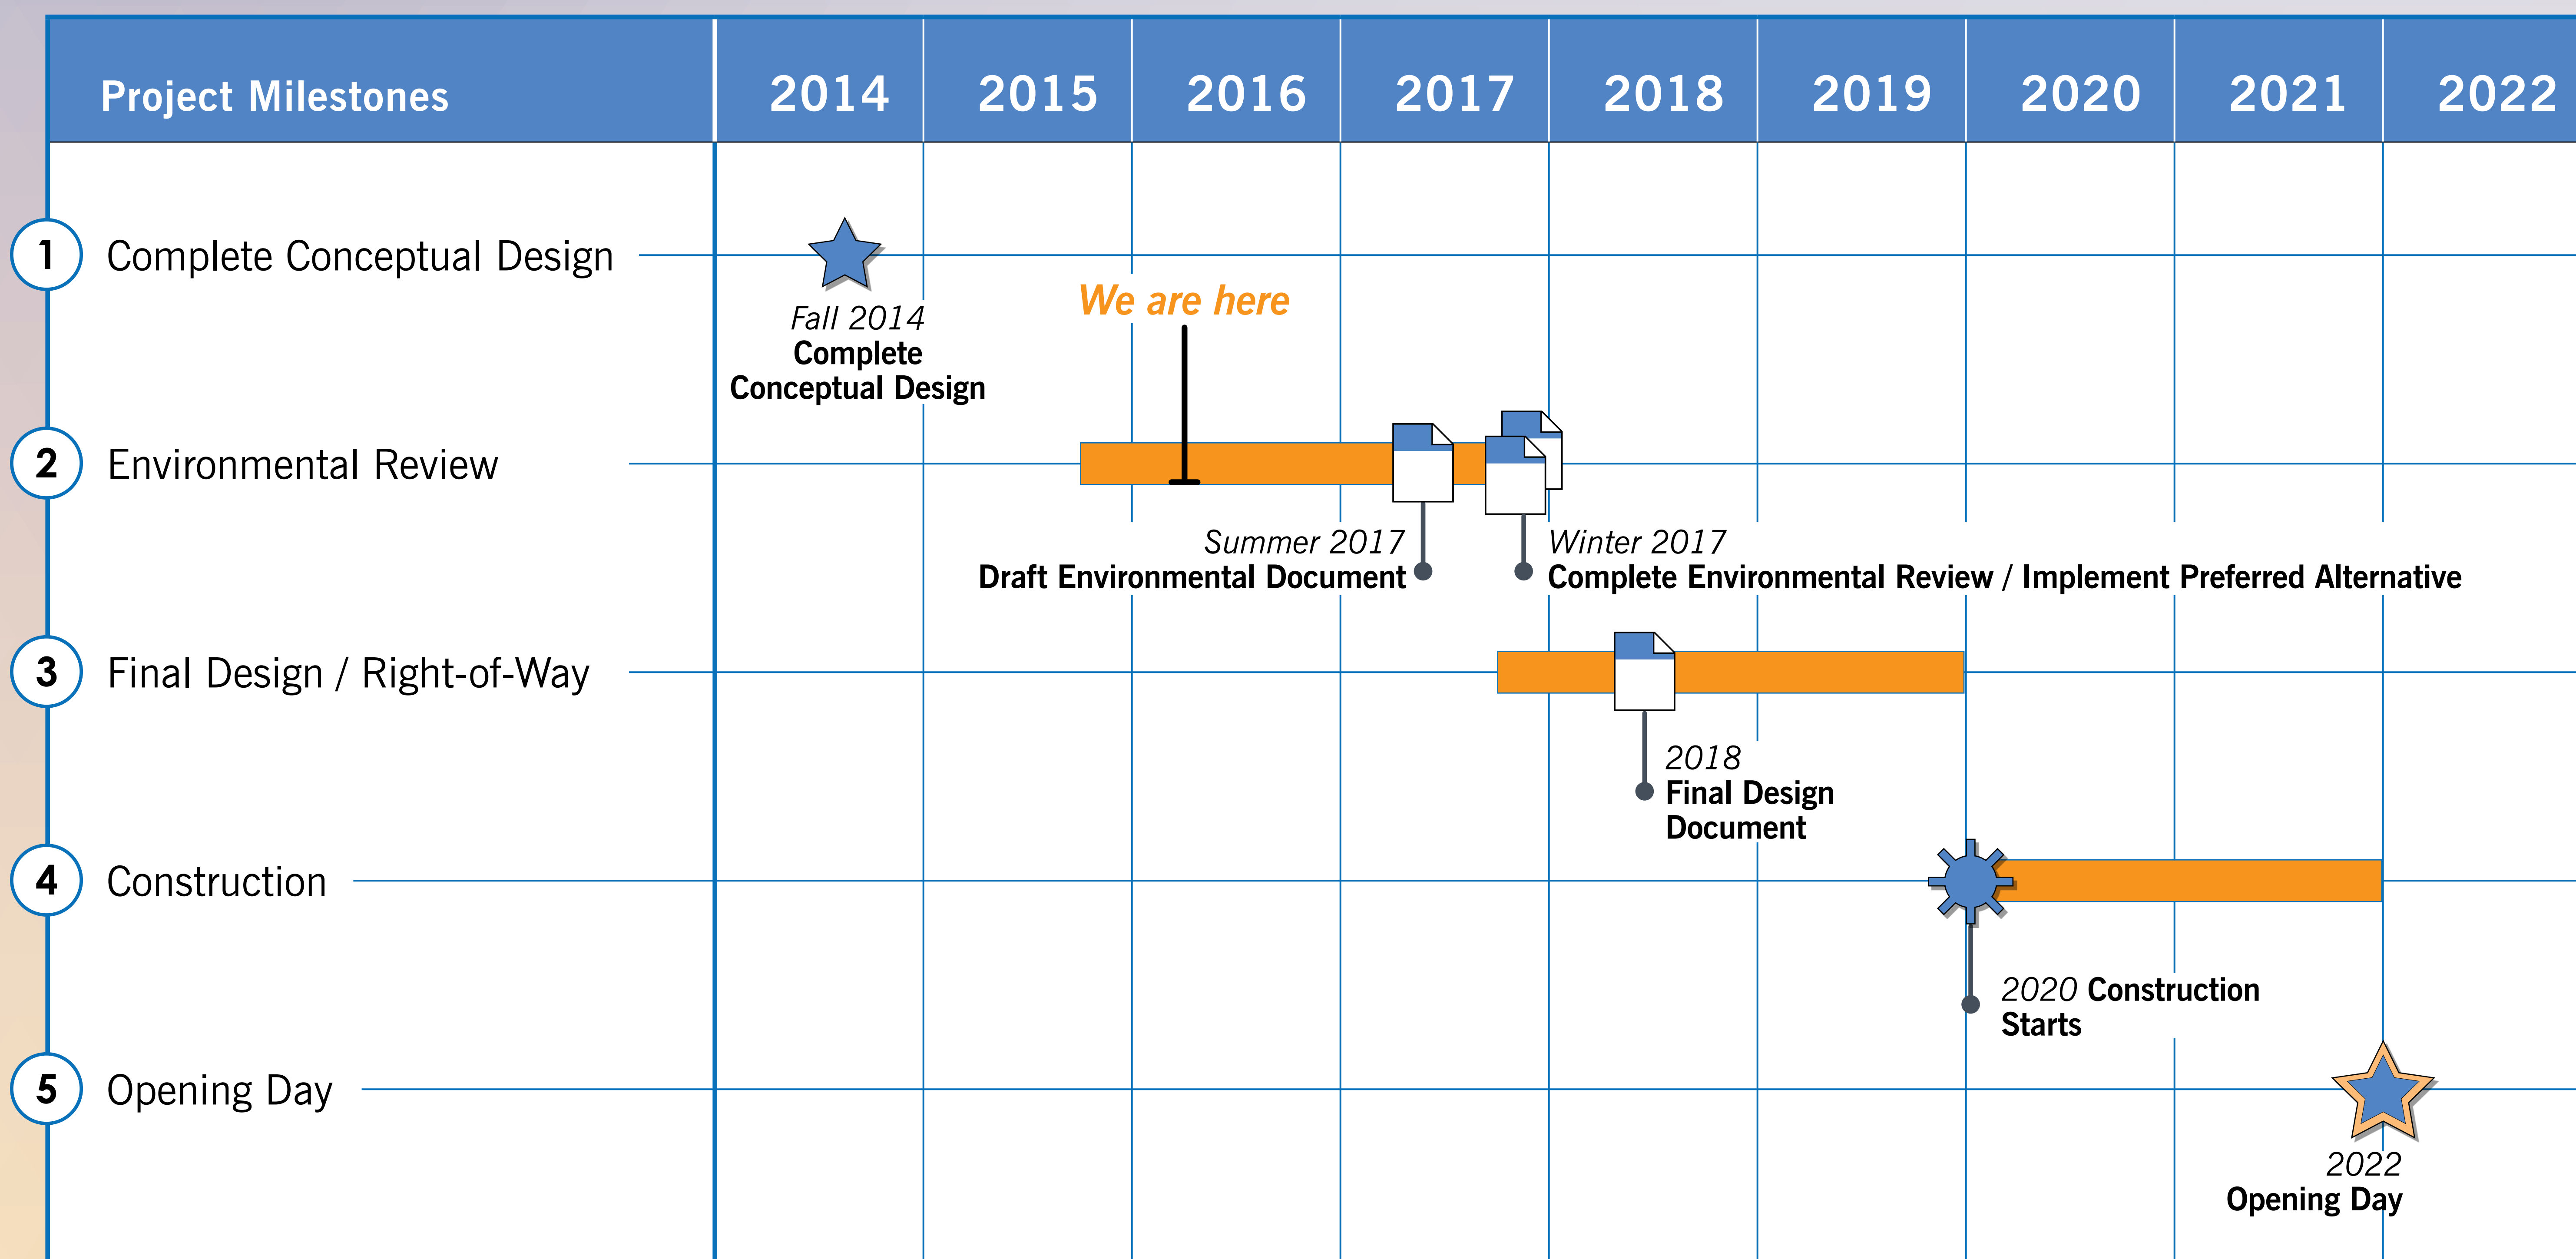 Project Milestones 2014 2015 2016 2017 2018 2019 2020 2021 2022
1 Complete Conceptual Design
Fall 2014
Complete
Conceptual Design
We are here
2 Environmental Review
Summer 2017
Draft Environmental Document
Winter 2017
Complete Environmental Review / Implement Preferred Alternative
3 Final Design / Right-of-Way
2018
Final Design
Document
4 Construction
2020 Construction
Starts
5 Opening Day
2022
Opening Day